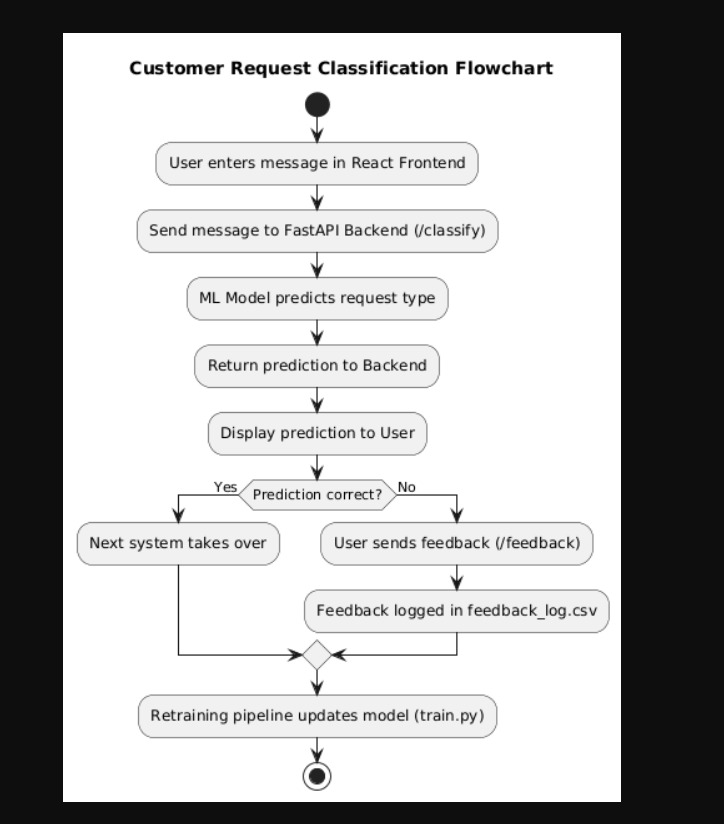 Customer Request Classification Flowchart
User enters message in React Frontend
Send message to FastAPI Backend (/classify)
ML Model predicts request type
Return prediction to Backend
Display prediction to User
Yes
Prediction correct?
No
Next system takes over
User sends feedback (/feedback)
Feedback logged in feedback_log.csv
Retraining pipeline updates model (train.py)